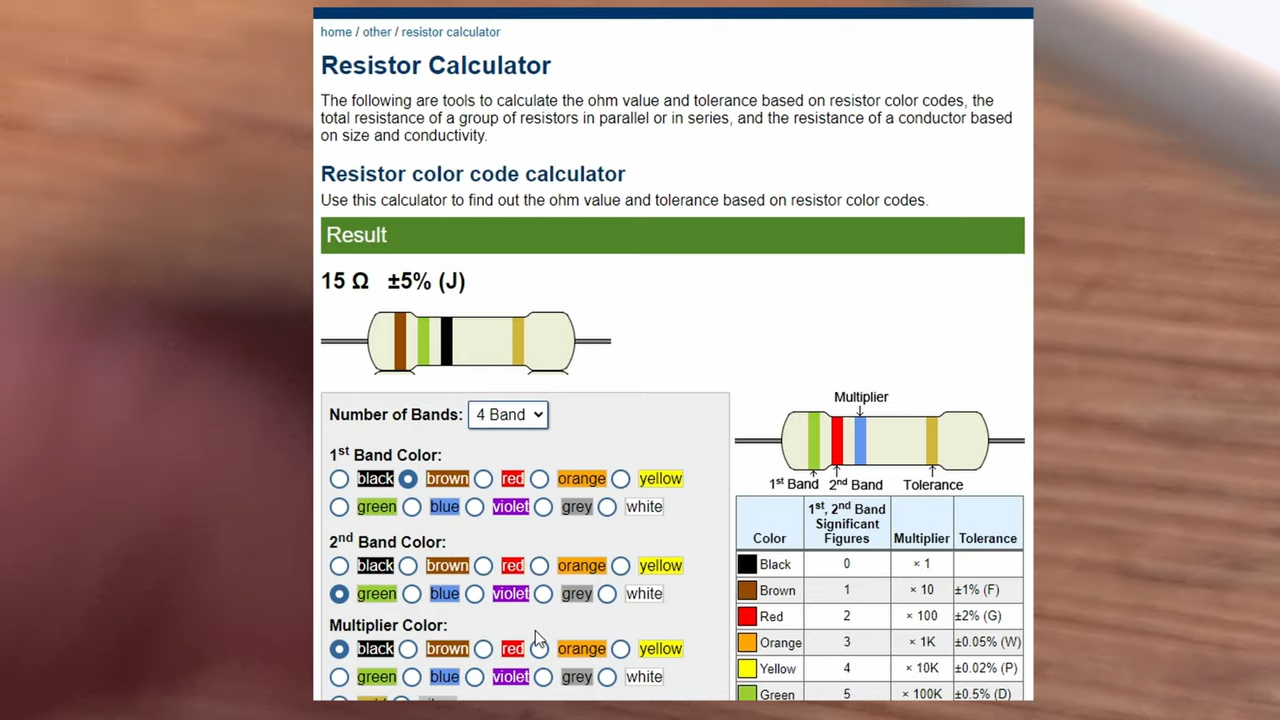 home / other / resistor calculator
Resistor Calculator
The following are tools to calculate the ohm value and tolerance based on resistor color codes, the
total resistance of a group of resistors in parallel or in series, and the resistance of a conductor based
on size and conductivity.
Resistor color code calculator
Use this calculator to find out the ohm value and tolerance based on resistor color codes.
Result
15 Ω ±5% (J)
Number of Bands: 4 Band
1st Band Color:
black brown red orange yellow
green blue violet grey white
2nd Band Color:
black brown red orange yellow
green blue violet grey white
Multiplier Color:
black brown red orange yellow
green blue violet grey white
Multiplier
1st Band 2nd Band Tolerance
Color 1st, 2nd Band Significant Figures Multiplier Tolerance
Black 0 × 1
Brown 1 × 10 ±1% (F)
Red 2 × 100 ±2% (G)
Orange 3 × 1K ±0.05% (W)
Yellow 4 × 10K ±0.02% (P)
Green 5 × 100K ±0.5% (D)